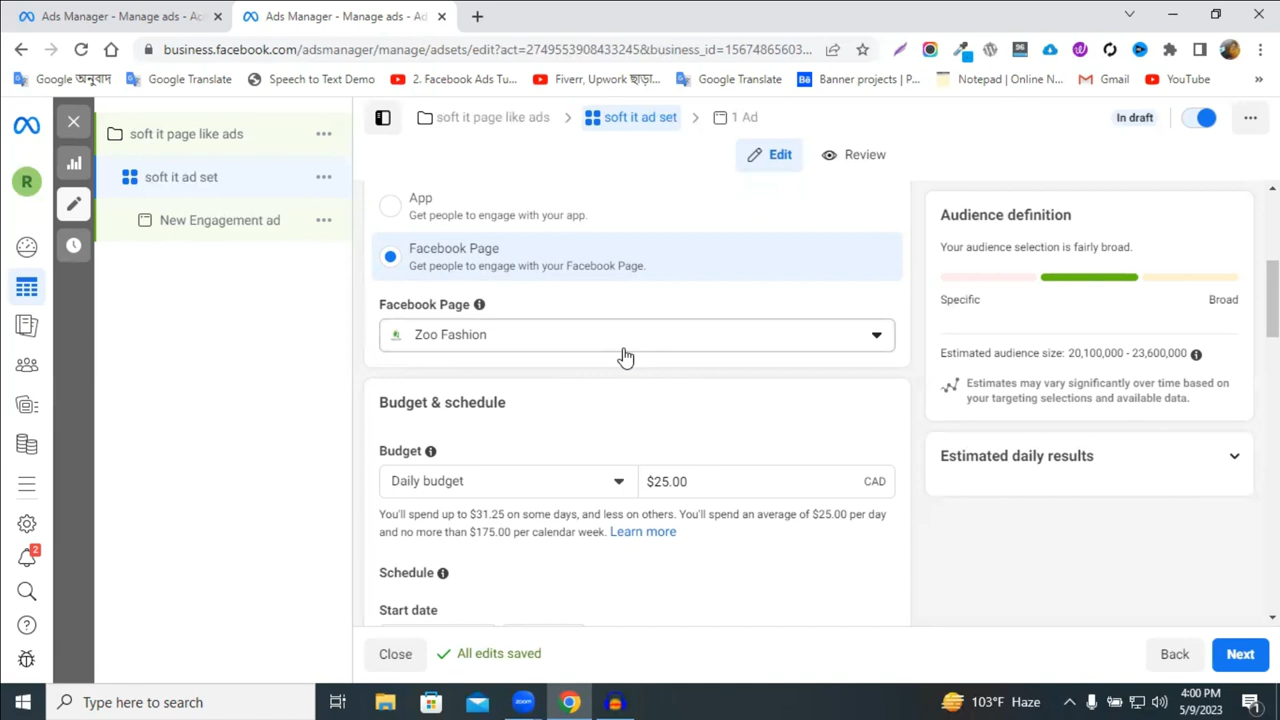 Ads Manager - Manage ads - Ac
Ads Manager - Manage ads - Ad
business.facebook.com/adsmanager/manage/adsets/edit?act=2749553908433245&business_id=15674865603...
Google অনুবাদ
Google Translate
Speech to Text Demo
2. Facebook Ads Tu...
Fiverr, Upwork ছাড়া...
Google Translate
Banner projects | P...
Notepad | Online N...
Gmail
YouTube
»
soft it page like ads
soft it ad set
1 Ad
In draft
Edit
Review
R
soft it page like ads
soft it ad set
New Engagement ad
App
Get people to engage with your app.
Facebook Page
Get people to engage with your Facebook Page.
Facebook Page
Zoo Fashion
Budget & schedule
Budget
Daily budget
$25.00
CAD
You'll spend up to $31.25 on some days, and less on others. You'll spend an average of $25.00 per day
and no more than $175.00 per calendar week. Learn more
Schedule
Start date
Audience definition
Your audience selection is fairly broad.
Specific
Broad
Estimated audience size: 20,100,000 - 23,600,000
Estimates may vary significantly over time based on
your targeting selections and available data.
Estimated daily results
2
Close
All edits saved
Back
Next
Type here to search
zoom
103°F Haze
4:00 PM
5/9/2023
1